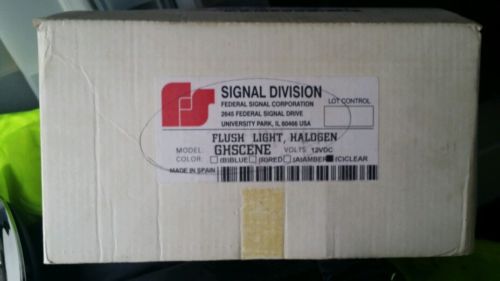 SIGNAL DIVISION
FEDERAL SIGNAL CORPORATION
2645 FEDERAL SIGNAL DRIVE
UNIVERSITY PARK, IL 60466 USA
LOT CONTROL
FLUSH LIGHT, HALOGEN
MODEL: GHSCENE VOLTS: 12VDC
COLOR: (B)BLUE (R)RED (A)AMBER (C)CLEAR
MADE IN SPAIN